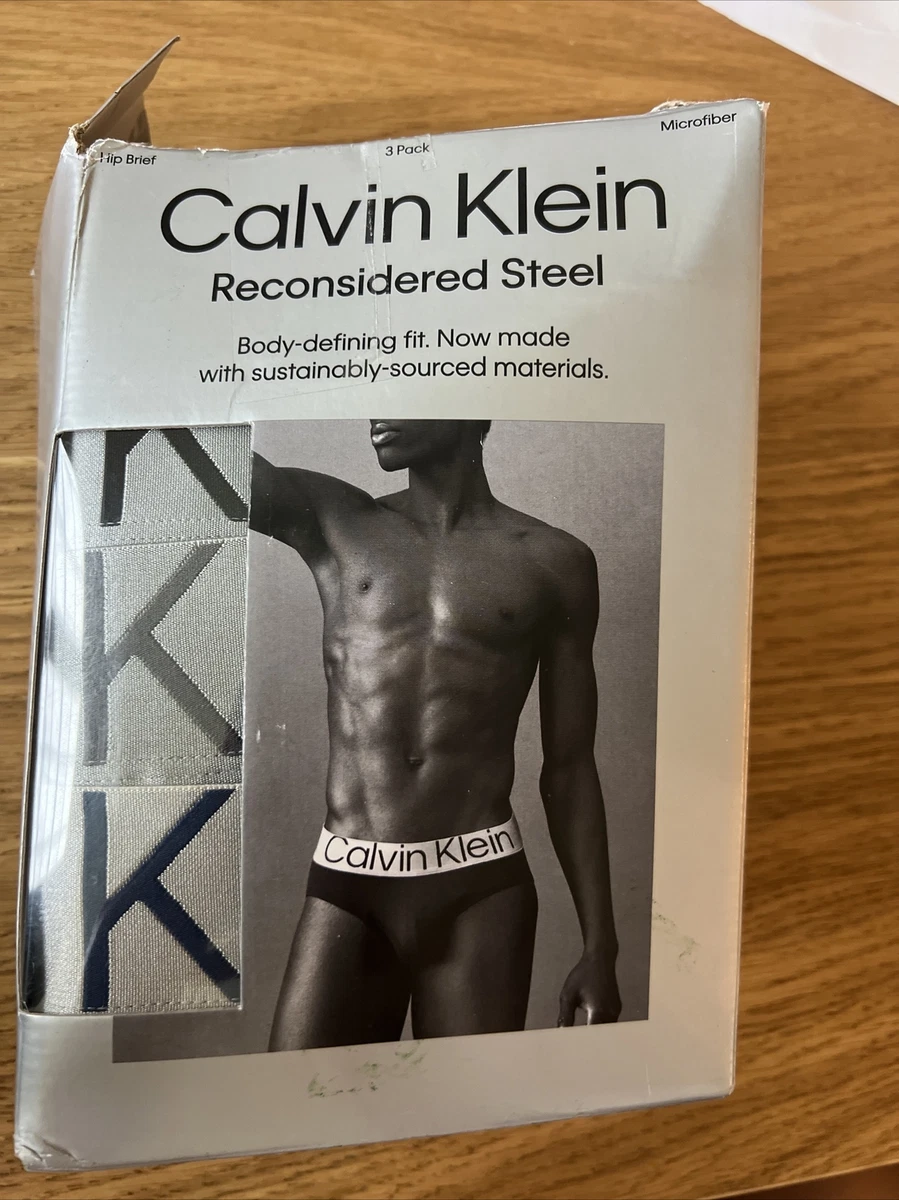 Hip Brief
3 Pack
Microfiber
Calvin Klein
Reconsidered Steel
Body-defining fit. Now made
with sustainably-sourced materials.
K
K
K
Calvin Klein